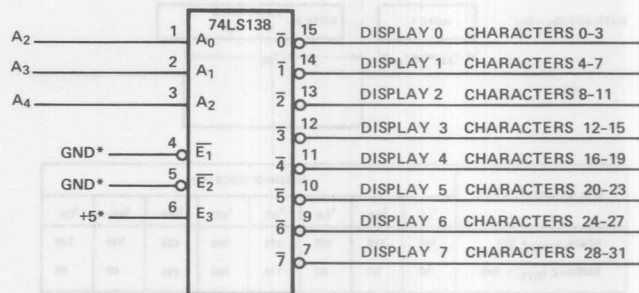 74LS138
A2 1 A0 0 15 DISPLAY 0 CHARACTERS 0-3
A3 2 A1 1 14 DISPLAY 1 CHARACTERS 4-7
A4 3 A2 2 13 DISPLAY 2 CHARACTERS 8-11
3 12 DISPLAY 3 CHARACTERS 12-15
GND* 4 E1 4 11 DISPLAY 4 CHARACTERS 16-19
GND* 5 E2 5 10 DISPLAY 5 CHARACTERS 20-23
+5* 6 E3 6 9 DISPLAY 6 CHARACTERS 24-27
7 7 DISPLAY 7 CHARACTERS 28-31